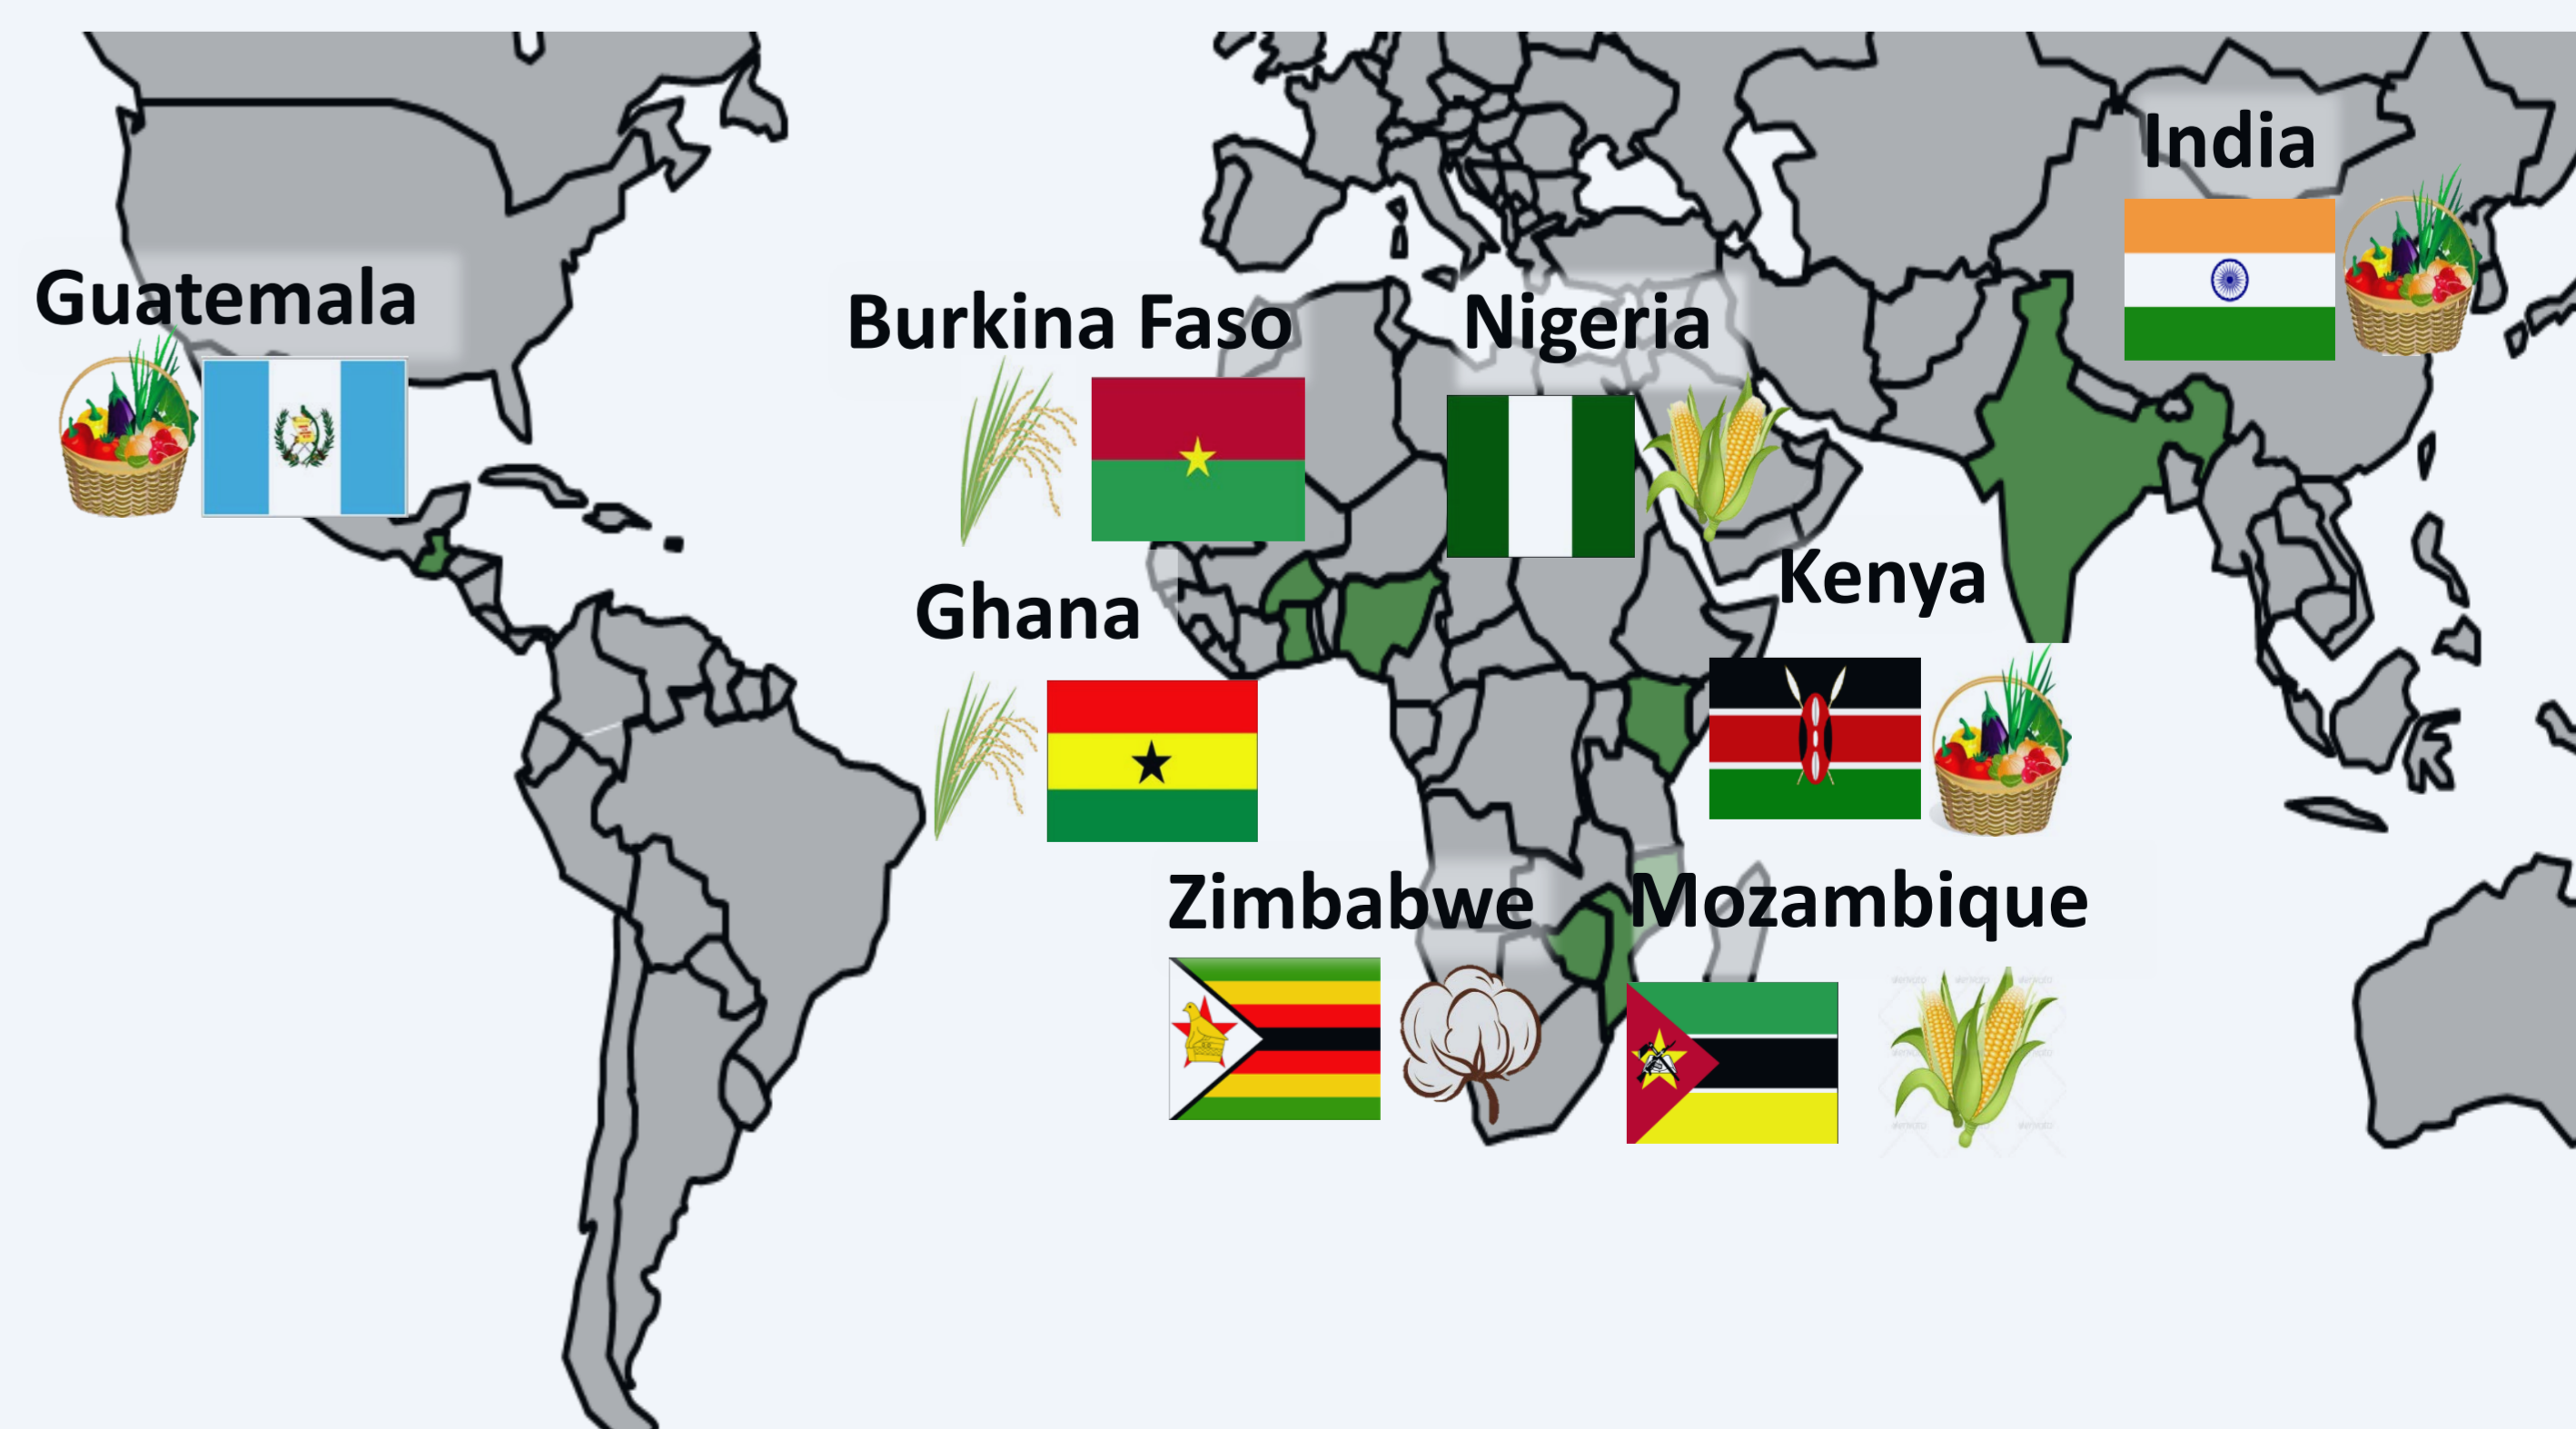 India
Guatemala
Burkina Faso
Nigeria
Kenya
Ghana
Zimbabwe
Mozambique